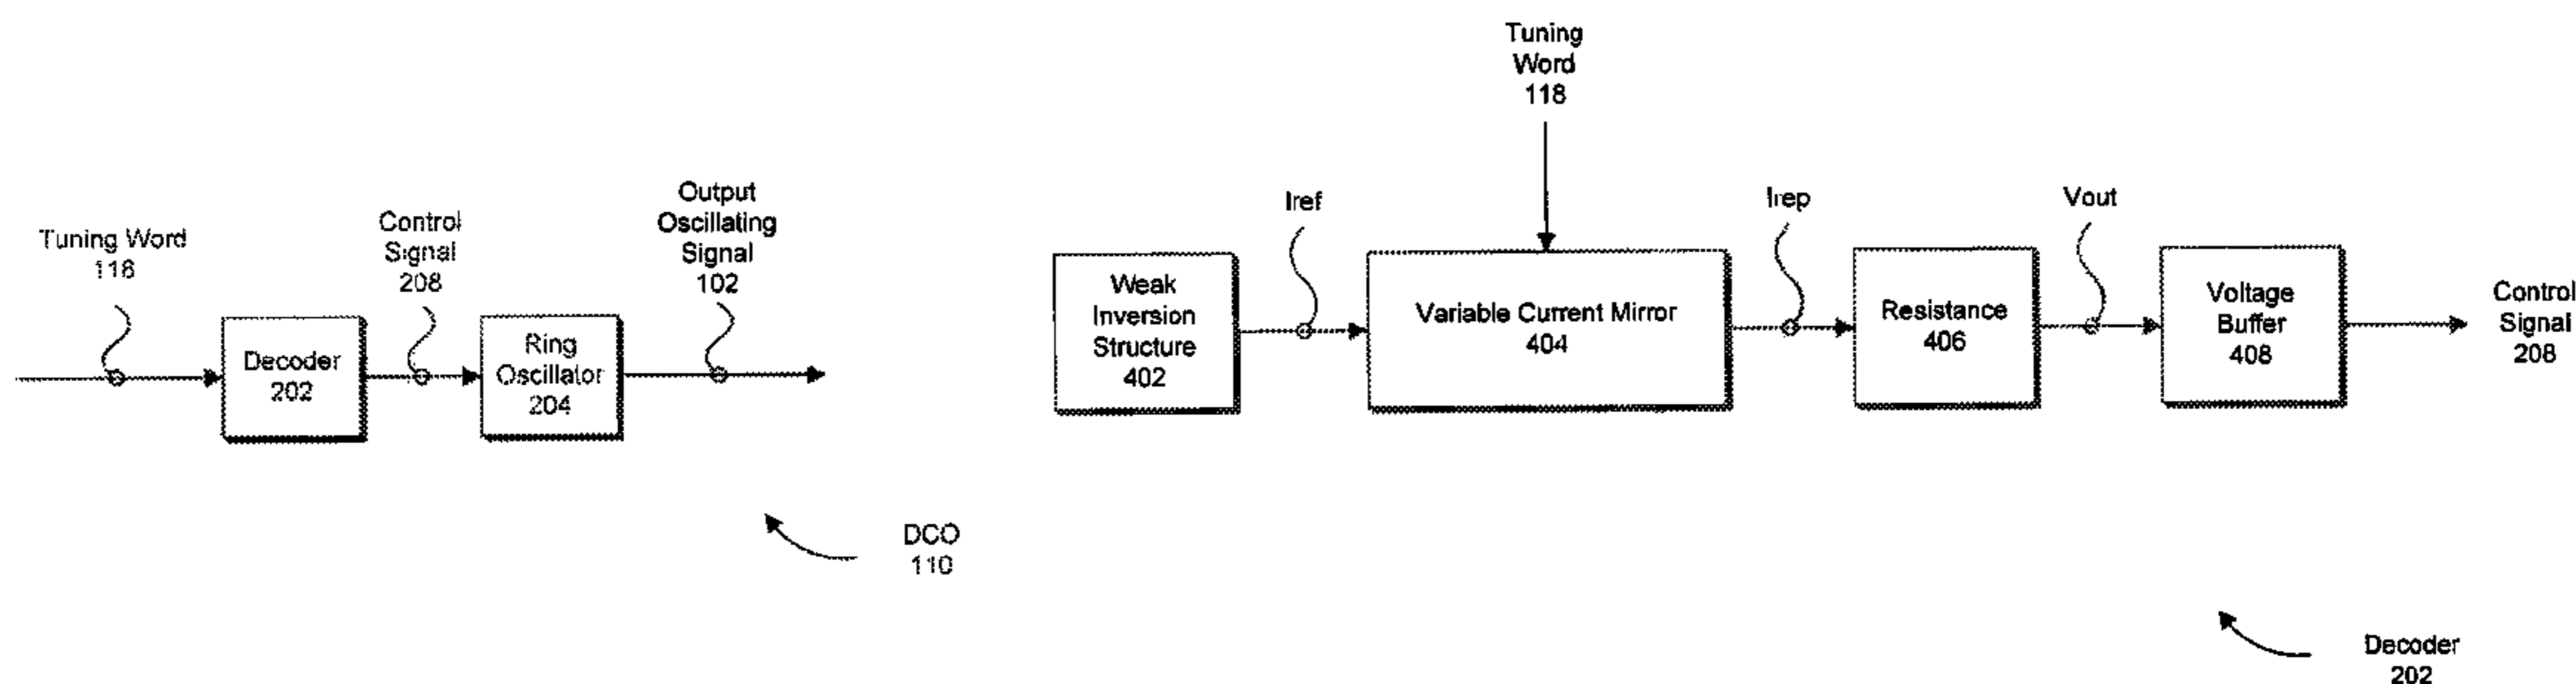 Tuning Word
118
Control
Signal
208
Output
Oscillating
Signal
102
Decoder
202
Ring
Oscillator
204
DCO
110
Tuning
Word
118
Iref
Irep
Vout
Weak
Inversion
Structure
402
Variable Current Mirror
404
Resistance
406
Voltage
Buffer
408
Control
Signal
208
Decoder
202